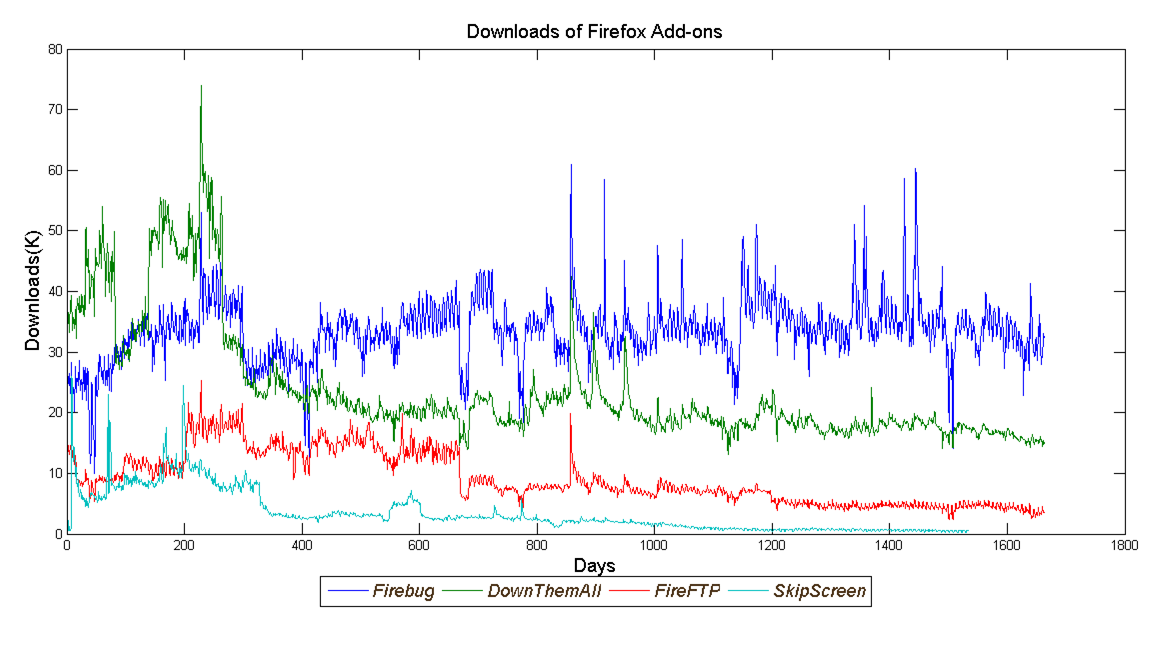 Downloads of Firefox Add-ons
80
70
60
50
40
30
20
10
0
Downloads(K)
0 200 400 600 800 1000 1200 1400 1600 1800
Days
Firebug DownThemAll FireFTP SkipScreen